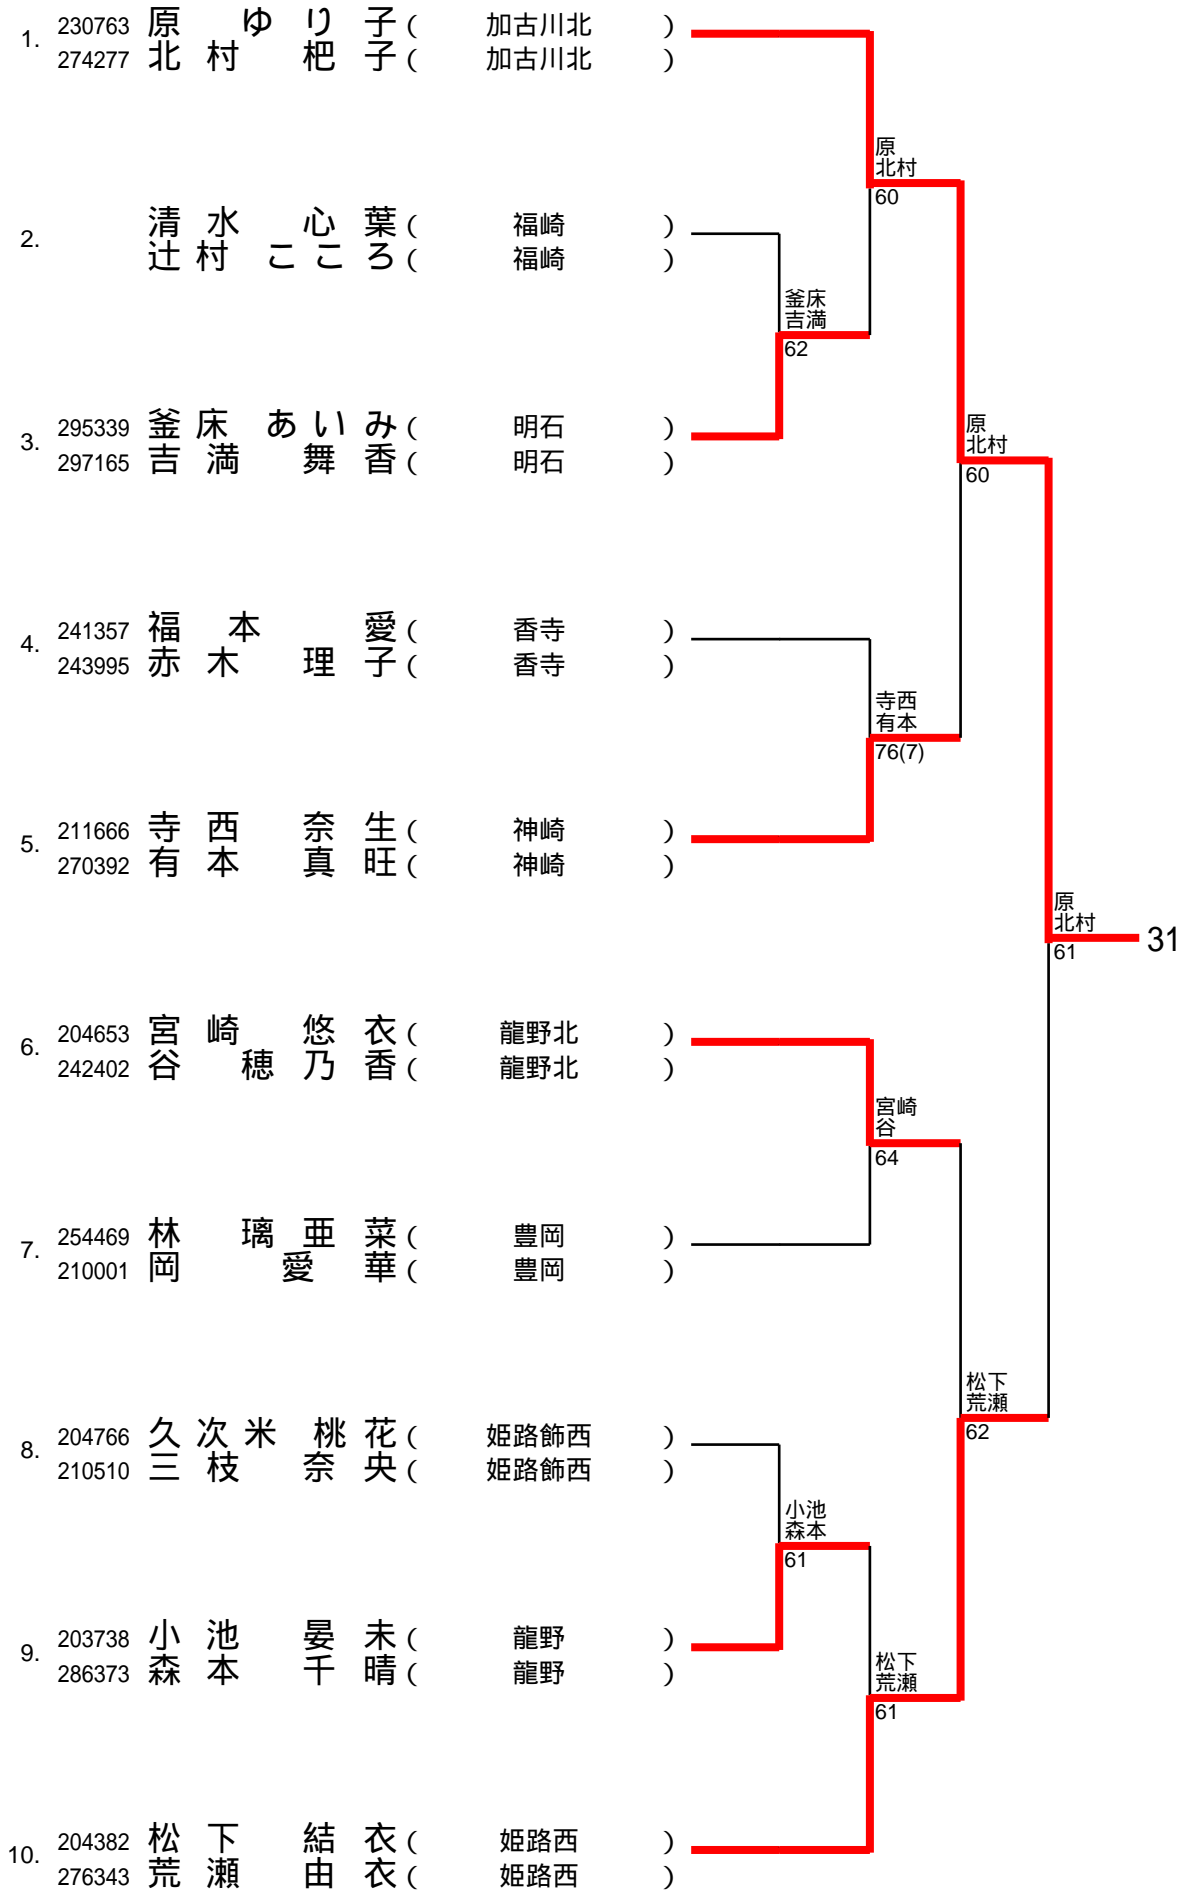 1. 230763 原 ゆり子 ( 加古川北 )
274277 北村 杷子 ( 加古川北 )
原
北村
60
2. 清水 心葉 ( 福崎 )
辻村 こころ ( 福崎 )
釜床
吉満
62
3. 295339 釜床 あいみ ( 明石 )
297165 吉満 舞香 ( 明石 )
原
北村
60
4. 241357 福本 愛 ( 香寺 )
243995 赤木 理子 ( 香寺 )
寺西
有本
76(7)
5. 211666 寺西 奈生 ( 神崎 )
270392 有本 真旺 ( 神崎 )
原
北村
61
31
6. 204653 宮崎 悠衣 ( 龍野北 )
242402 谷 穂乃香 ( 龍野北 )
宮崎
谷
64
7. 254469 林 璃亜菜 ( 豊岡 )
210001 岡 愛華 ( 豊岡 )
松下
荒瀬
62
8. 204766 久次米 桃花 ( 姫路飾西 )
210510 三枝 奈央 ( 姫路飾西 )
小池
森本
61
9. 203738 小池 晏未 ( 龍野 )
286373 森本 千晴 ( 龍野 )
松下
荒瀬
61
10. 204382 松下 結衣 ( 姫路西 )
276343 荒瀬 由衣 ( 姫路西 )